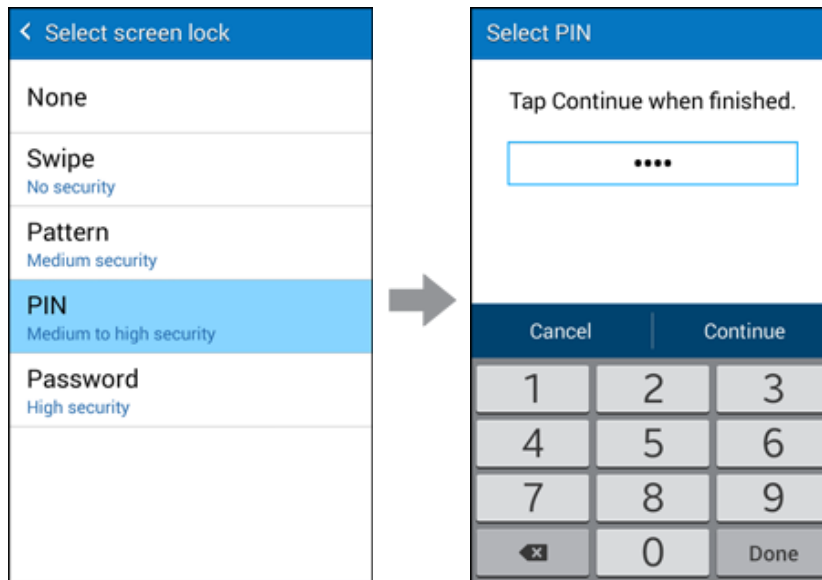 Select screen lock
None
Swipe
No security
Pattern
Medium security
PIN
Medium to high security
Password
High security
Select PIN
Tap Continue when finished.
••••
Cancel
Continue
1 2 3
4 5 6
7 8 9
0 Done